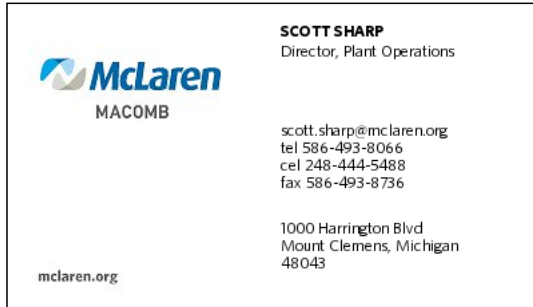 McLaren
MACOMB
mclaren.org
SCOTT SHARP
Director, Plant Operations
scott.sharp@mclaren.org
tel 586-493-8066
cel 248-444-5488
fax 586-493-8736
1000 Harrington Blvd
Mount Clemens, Michigan
48043